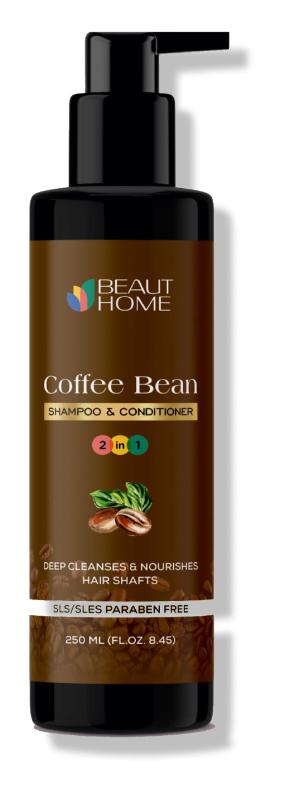 BEAUT
HOME
Coffee Bean
SHAMPOO & CONDITIONER
2 in 1
DEEP CLEANSES & NOURISHES
HAIR SHAFTS
SLS/SLES PARABEN FREE
250 ML (FL.OZ. 8.45)